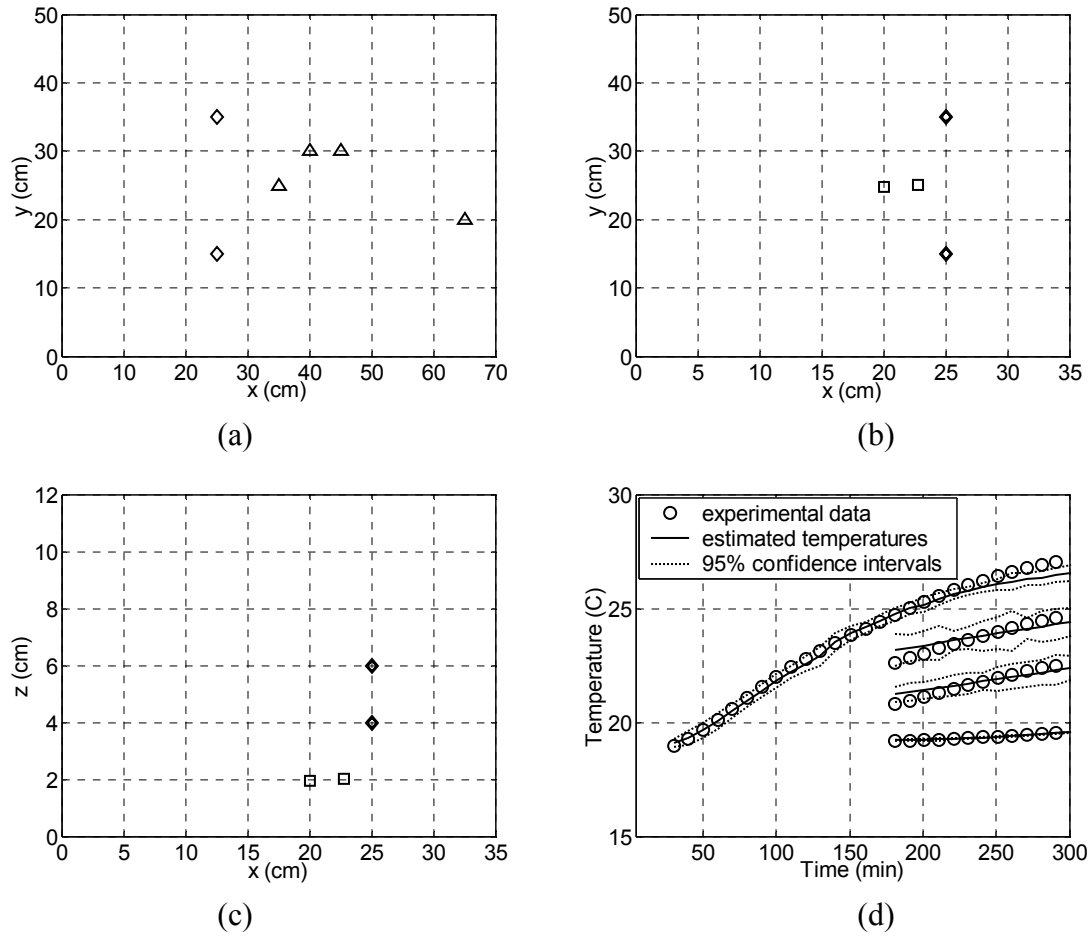 50
40
30
20
10
0
y (cm)
0 10 20 30 40 50 60 70
x (cm)
(a)
50
40
30
20
10
0
y (cm)
0 5 10 15 20 25 30 35
x (cm)
(b)
12
10
8
6
4
2
0
z (cm)
0 5 10 15 20 25 30 35
x (cm)
(c)
30
25
20
15
Temperature (C)
experimental data
estimated temperatures
95% confidence intervals
50 100 150 200 250 300
Time (min)
(d)